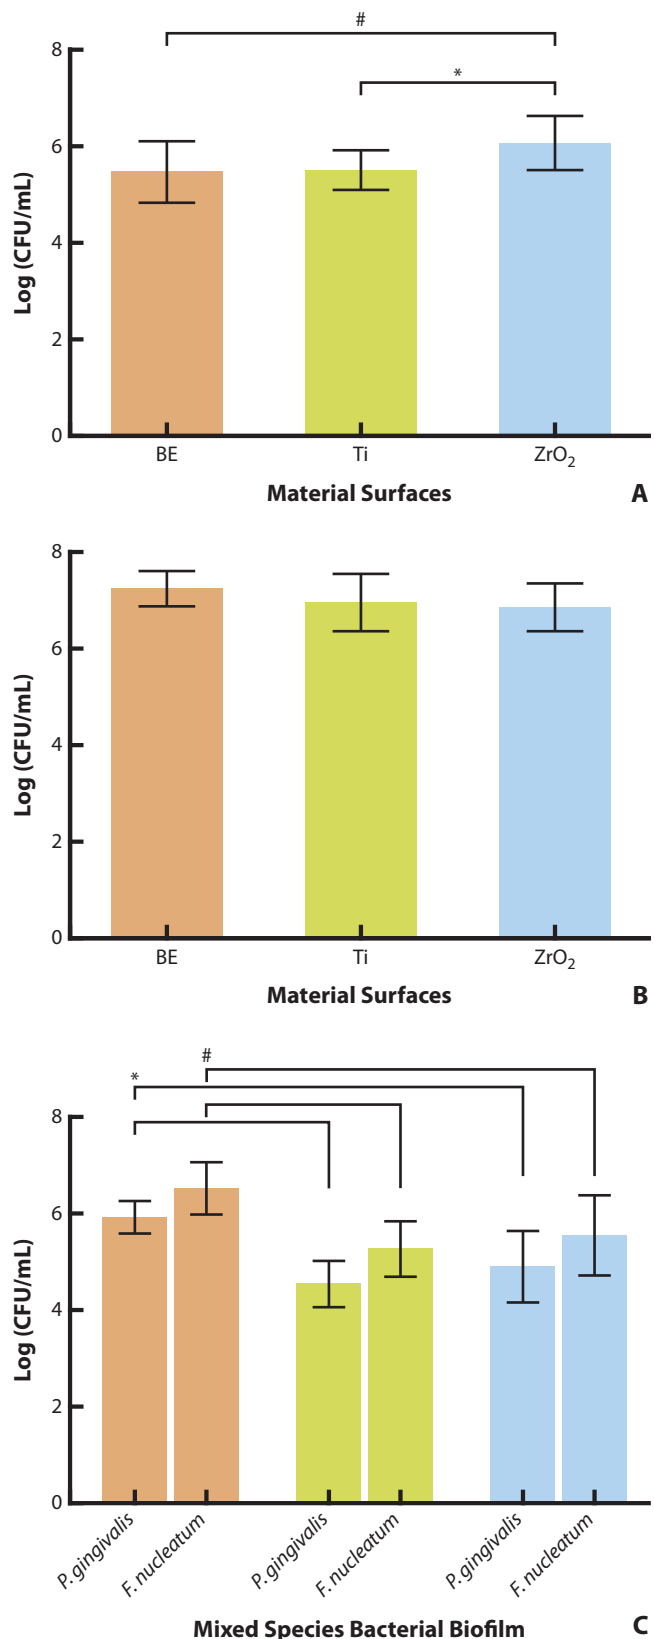 #
*
8
6
4
2
0
Log (CFU/mL)
BE Ti ZrO₂
Material Surfaces A
8
6
4
2
0
Log (CFU/mL)
BE Ti ZrO₂
Material Surfaces B
#
*
8
6
4
2
0
Log (CFU/mL)
P. gingivalis F. nucleatum P. gingivalis F. nucleatum P. gingivalis F. nucleatum
Mixed Species Bacterial Biofilm C